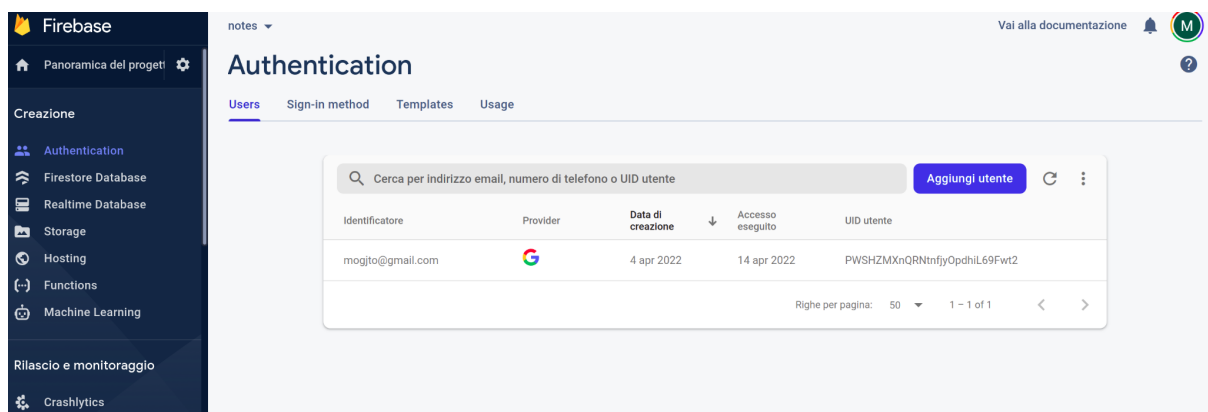 Firebase
notes
Vai alla documentazione
M
Panoramica del proget
Authentication
Users Sign-in method Templates Usage
Creazione
Authentication
Firestore Database
Realtime Database
Storage
Hosting
Functions
Machine Learning
Rilascio e monitoraggio
Crashlytics
Cerca per indirizzo email, numero di telefono o UID utente
Aggiungi utente
Identificatore Provider Data di creazione Accesso eseguito UID utente
mogjto@gmail.com 4 apr 2022 14 apr 2022 PWSHZMXnQRNtnfjyOpdhiL69Fwt2
Righe per pagina: 50 1 – 1 of 1